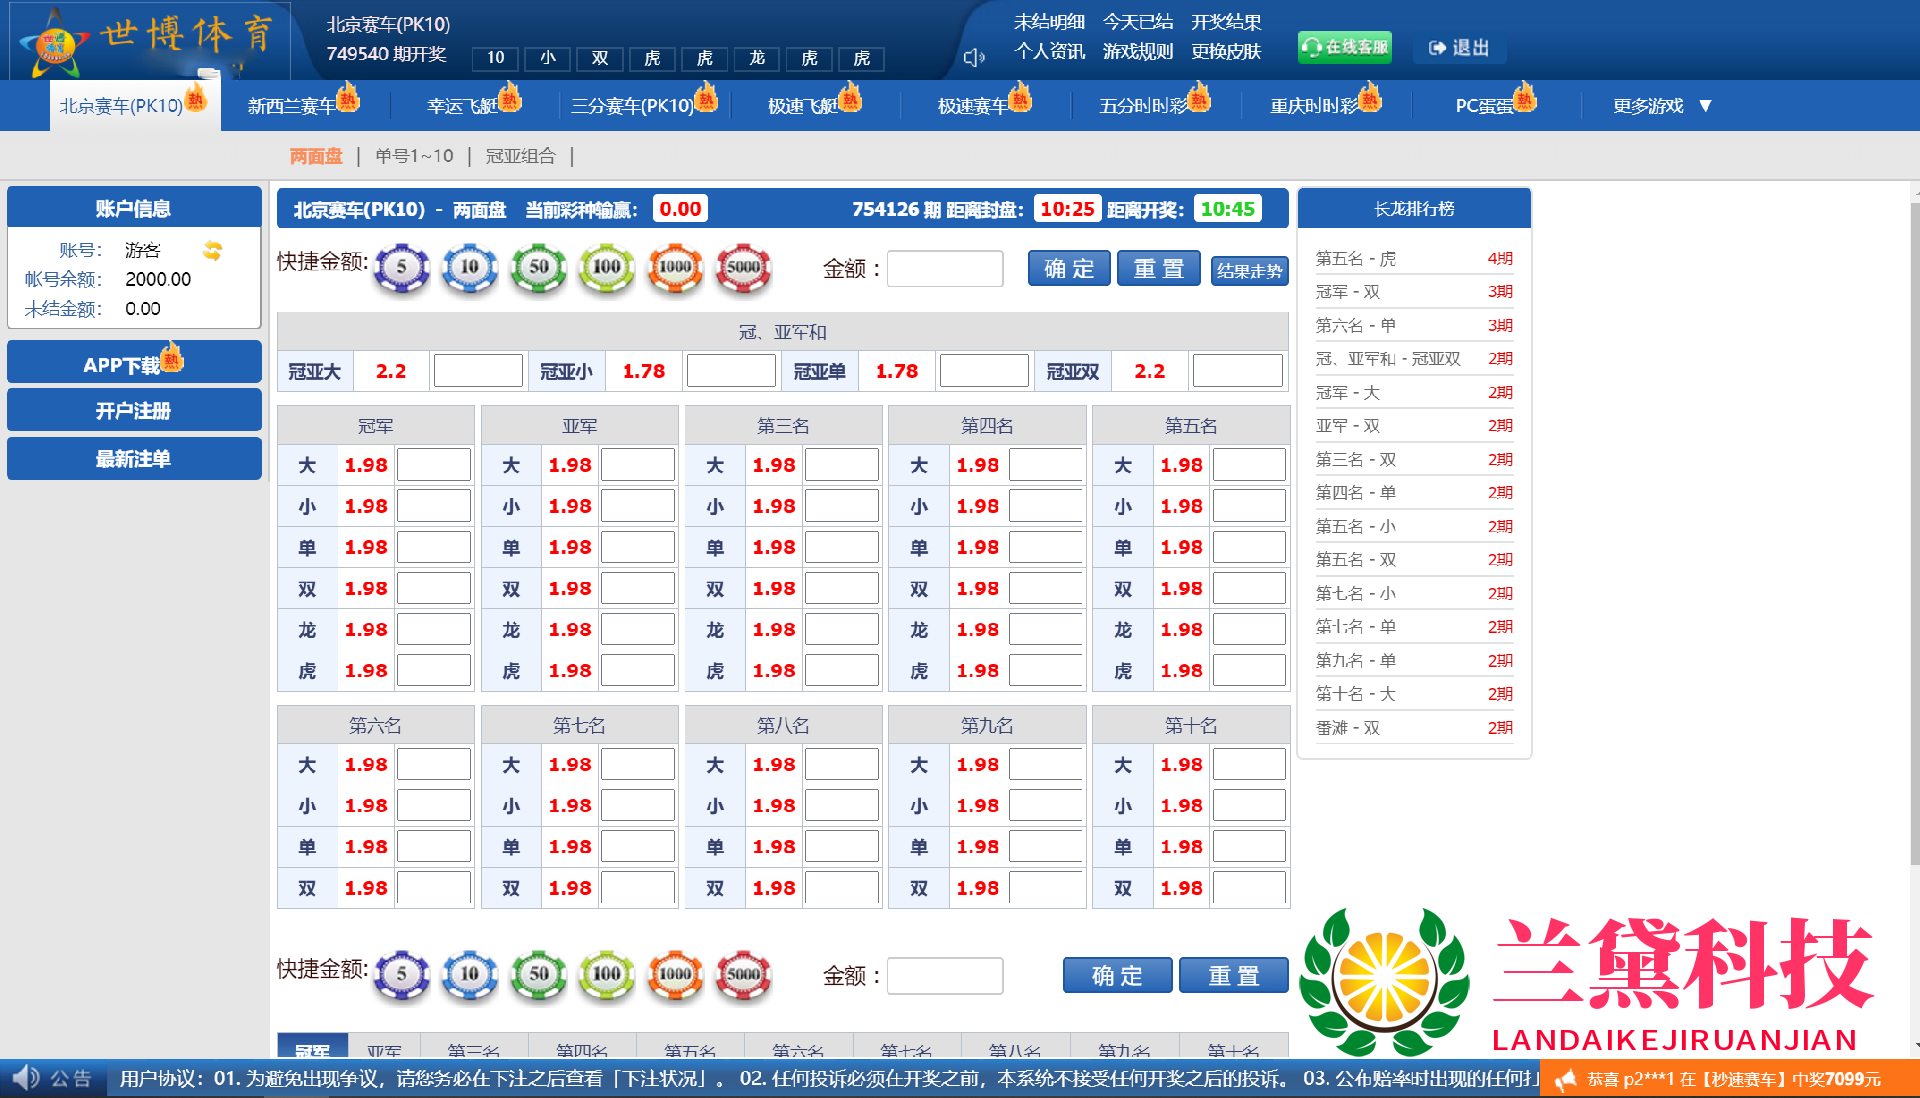 世博体育
世博体育
北京赛车(PK10)
749540 期开奖
10 小 双 虎 虎 龙 虎 虎
未结明细 今天已结 开奖结果
个人资讯 游戏规则 更换皮肤
在线客服
退出
北京赛车(PK10) 熱 新西兰赛车 熱 幸运飞艇 熱 三分赛车(PK10) 熱 极速飞艇 熱 极速赛车 熱 五分时时彩 熱 重庆时时彩 熱 PC蛋蛋 熱 更多游戏 ▼
两面盘 | 单号1~10 | 冠亚组合 |
账户信息
账号： 游客
帐号余额： 2000.00
未结金额： 0.00
APP下载 熱
开户注册
最新注单
北京赛车(PK10) - 两面盘 当前彩种输赢： 0.00 754126 期 距离封盘： 10:25 距离开奖： 10:45
快捷金额: 5 10 50 100 1000 5000 金额： 确 定 重 置 结果走势
冠、亚军和
冠亚大 2.2 冠亚小 1.78 冠亚单 1.78 冠亚双 2.2
冠军 亚军 第三名 第四名 第五名
大 1.98 大 1.98 大 1.98 大 1.98 大 1.98
小 1.98 小 1.98 小 1.98 小 1.98 小 1.98
单 1.98 单 1.98 单 1.98 单 1.98 单 1.98
双 1.98 双 1.98 双 1.98 双 1.98 双 1.98
龙 1.98 龙 1.98 龙 1.98 龙 1.98 龙 1.98
虎 1.98 虎 1.98 虎 1.98 虎 1.98 虎 1.98
第六名 第七名 第八名 第九名 第十名
大 1.98 大 1.98 大 1.98 大 1.98 大 1.98
小 1.98 小 1.98 小 1.98 小 1.98 小 1.98
单 1.98 单 1.98 单 1.98 单 1.98 单 1.98
双 1.98 双 1.98 双 1.98 双 1.98 双 1.98
快捷金额: 5 10 50 100 1000 5000 金额： 确 定 重 置
冠军 亚军 第三名 第四名 第五名 第六名 第七名 第八名 第九名 第十名
长龙排行榜
第五名 - 虎 4期
冠军 - 双 3期
第六名 - 单 3期
冠、亚军和 - 冠亚双 2期
冠军 - 大 2期
亚军 - 双 2期
第三名 - 双 2期
第四名 - 单 2期
第五名 - 小 2期
第五名 - 双 2期
第七名 - 小 2期
第七名 - 单 2期
第九名 - 单 2期
第十名 - 大 2期
番滩 - 双 2期
兰黛科技
LANDAIKEJIRUANJIAN
公告 用户协议：01. 为避免出现争议，请您务必在下注之后查看「下注状况」。 02. 任何投诉必须在开奖之前，本系统不接受任何开奖之后的投诉。 03. 公布赔率时出现的任何打
恭喜 p2***1 在【秒速赛车】中奖7099元